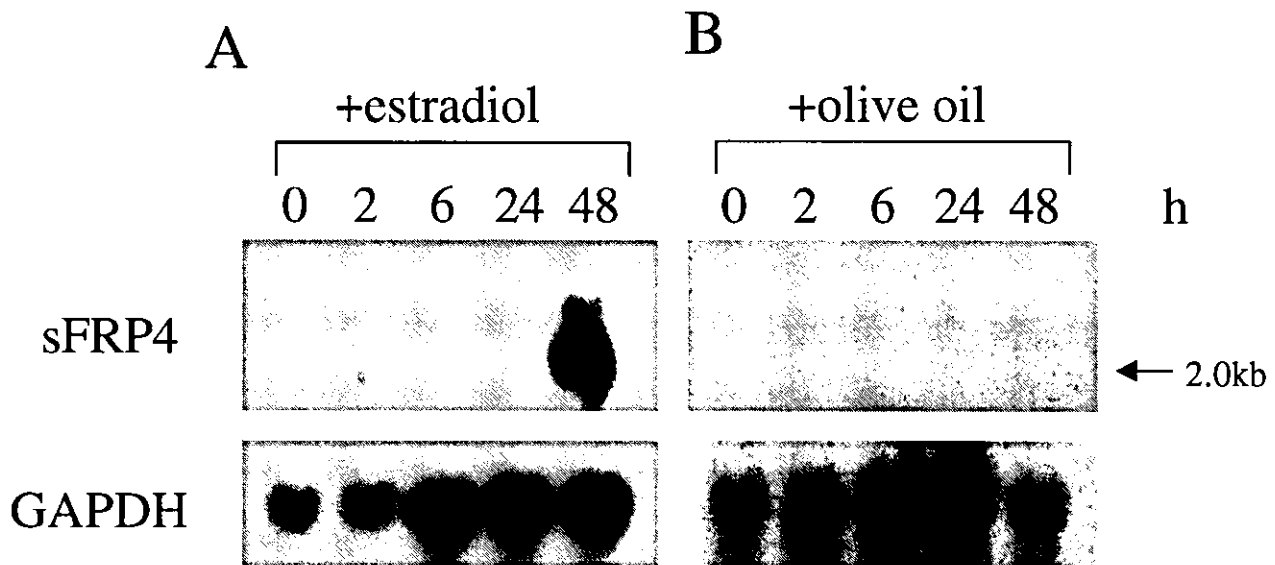 A B
+estradiol +olive oil
0 2 6 24 48 0 2 6 24 48 h
sFRP4
2.0kb
GAPDH